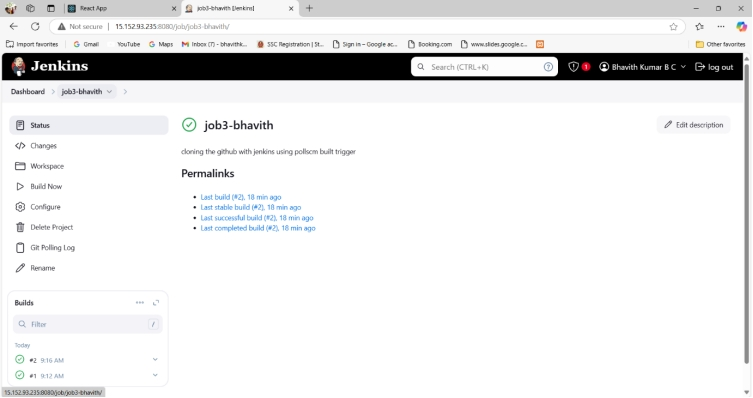 React App
job3-bhavith [Jenkins]
Not secure
15.152.93.235:8080/job/job3-bhavith/
Import favorites
G Gmail
YouTube
Maps
Inbox (7) - bhavithk...
SSC Registration | St...
Sign in – Google ac...
Booking.com
www.slides.google.c...
Other favorites
Jenkins
Search (CTRL+K)
1
Bhavith Kumar B C
log out
Dashboard > job3-bhavith >
Status
Changes
Workspace
Build Now
Configure
Delete Project
Git Polling Log
Rename
job3-bhavith
Edit description
cloning the github with jenkins using pollscm built trigger
Permalinks
Last build (#2), 18 min ago
Last stable build (#2), 18 min ago
Last successful build (#2), 18 min ago
Last completed build (#2), 18 min ago
Builds
Filter
/
Today
#2 9:16 AM
#1 9:12 AM
15.152.93.235:8080/job/job3-bhavith/